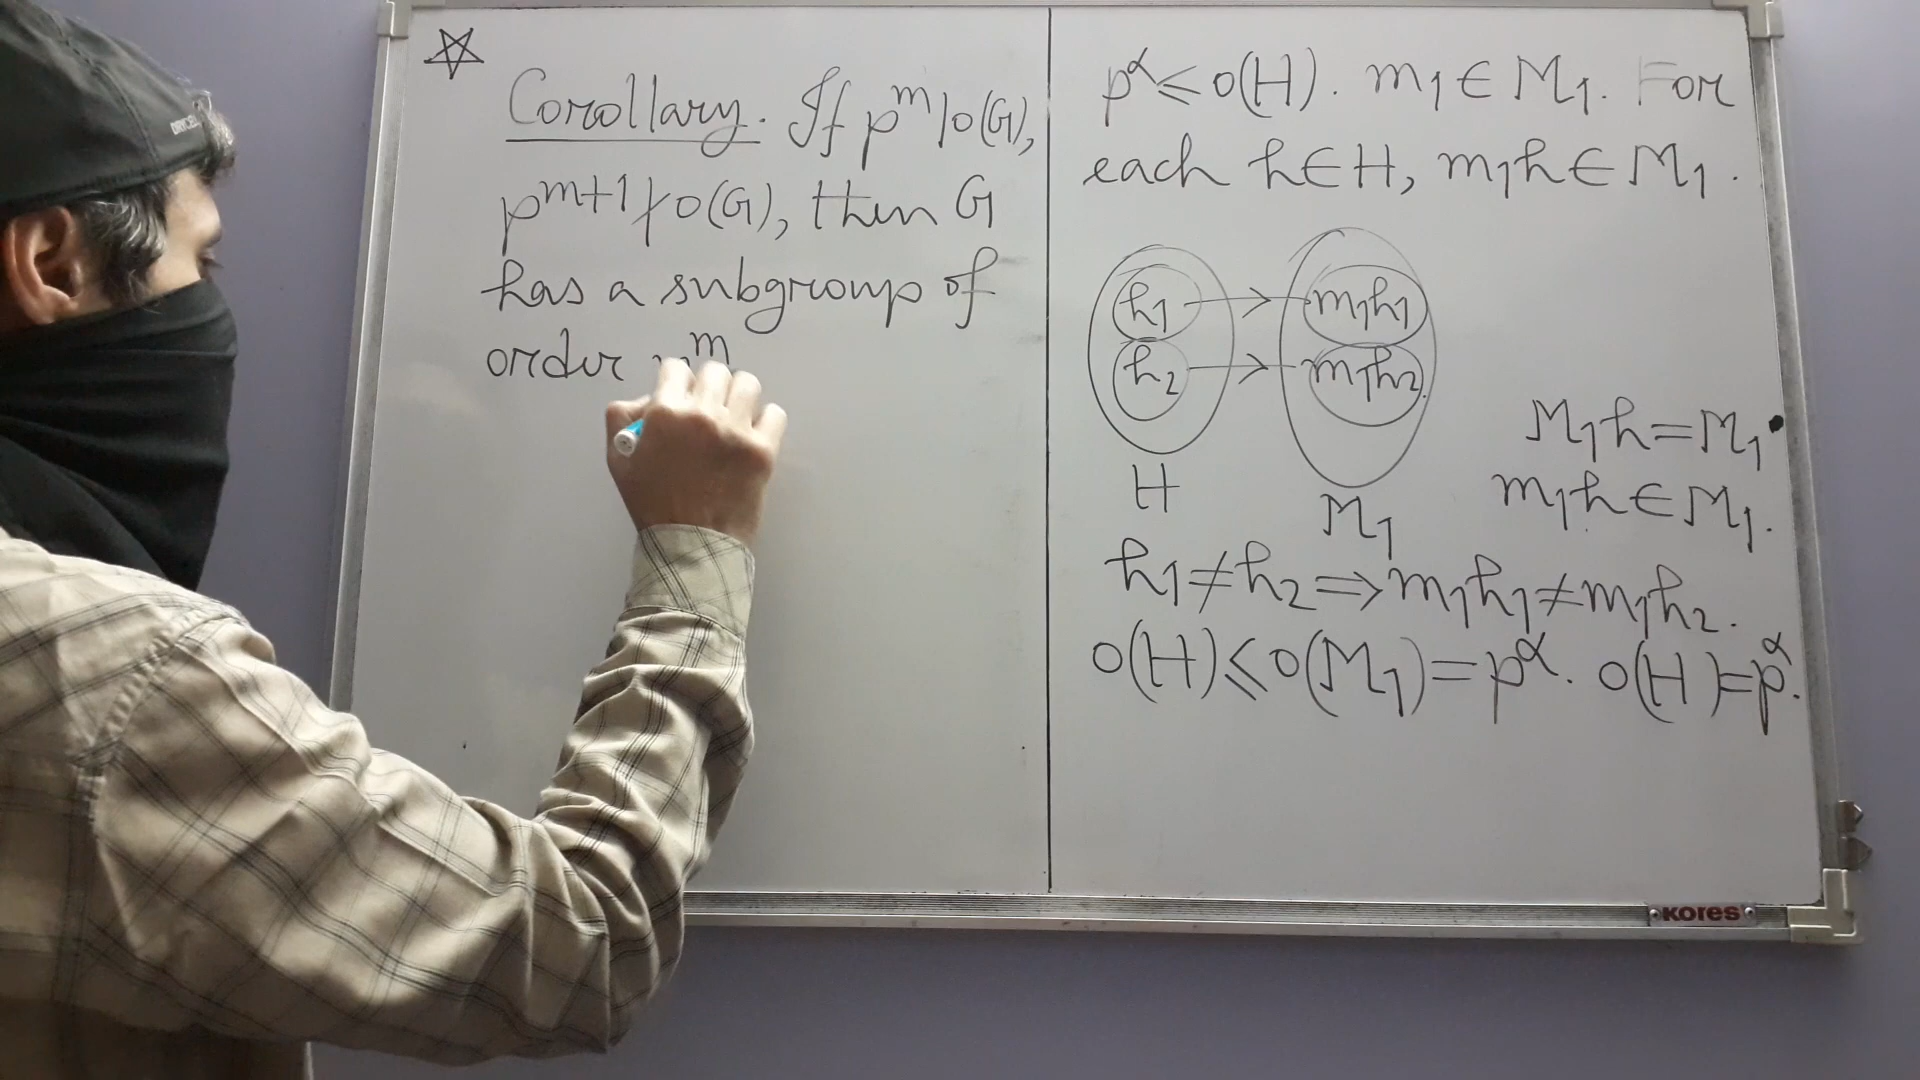 Corollary. If p^m | o(G),
p^{m+1} ∤ o(G), then G
has a subgroup of
order p^m
p^α ≤ o(H). m₁ ∈ M₁. For
each h ∈ H, m₁h ∈ M₁.
h₁ → m₁h₁
h₂ → m₁h₂
H M₁
M₁h = M₁
m₁h ∈ M₁.
h₁ ≠ h₂ ⇒ m₁h₁ ≠ m₁h₂.
o(H) ≤ o(M₁) = p^α. o(H) = p^α.
kores